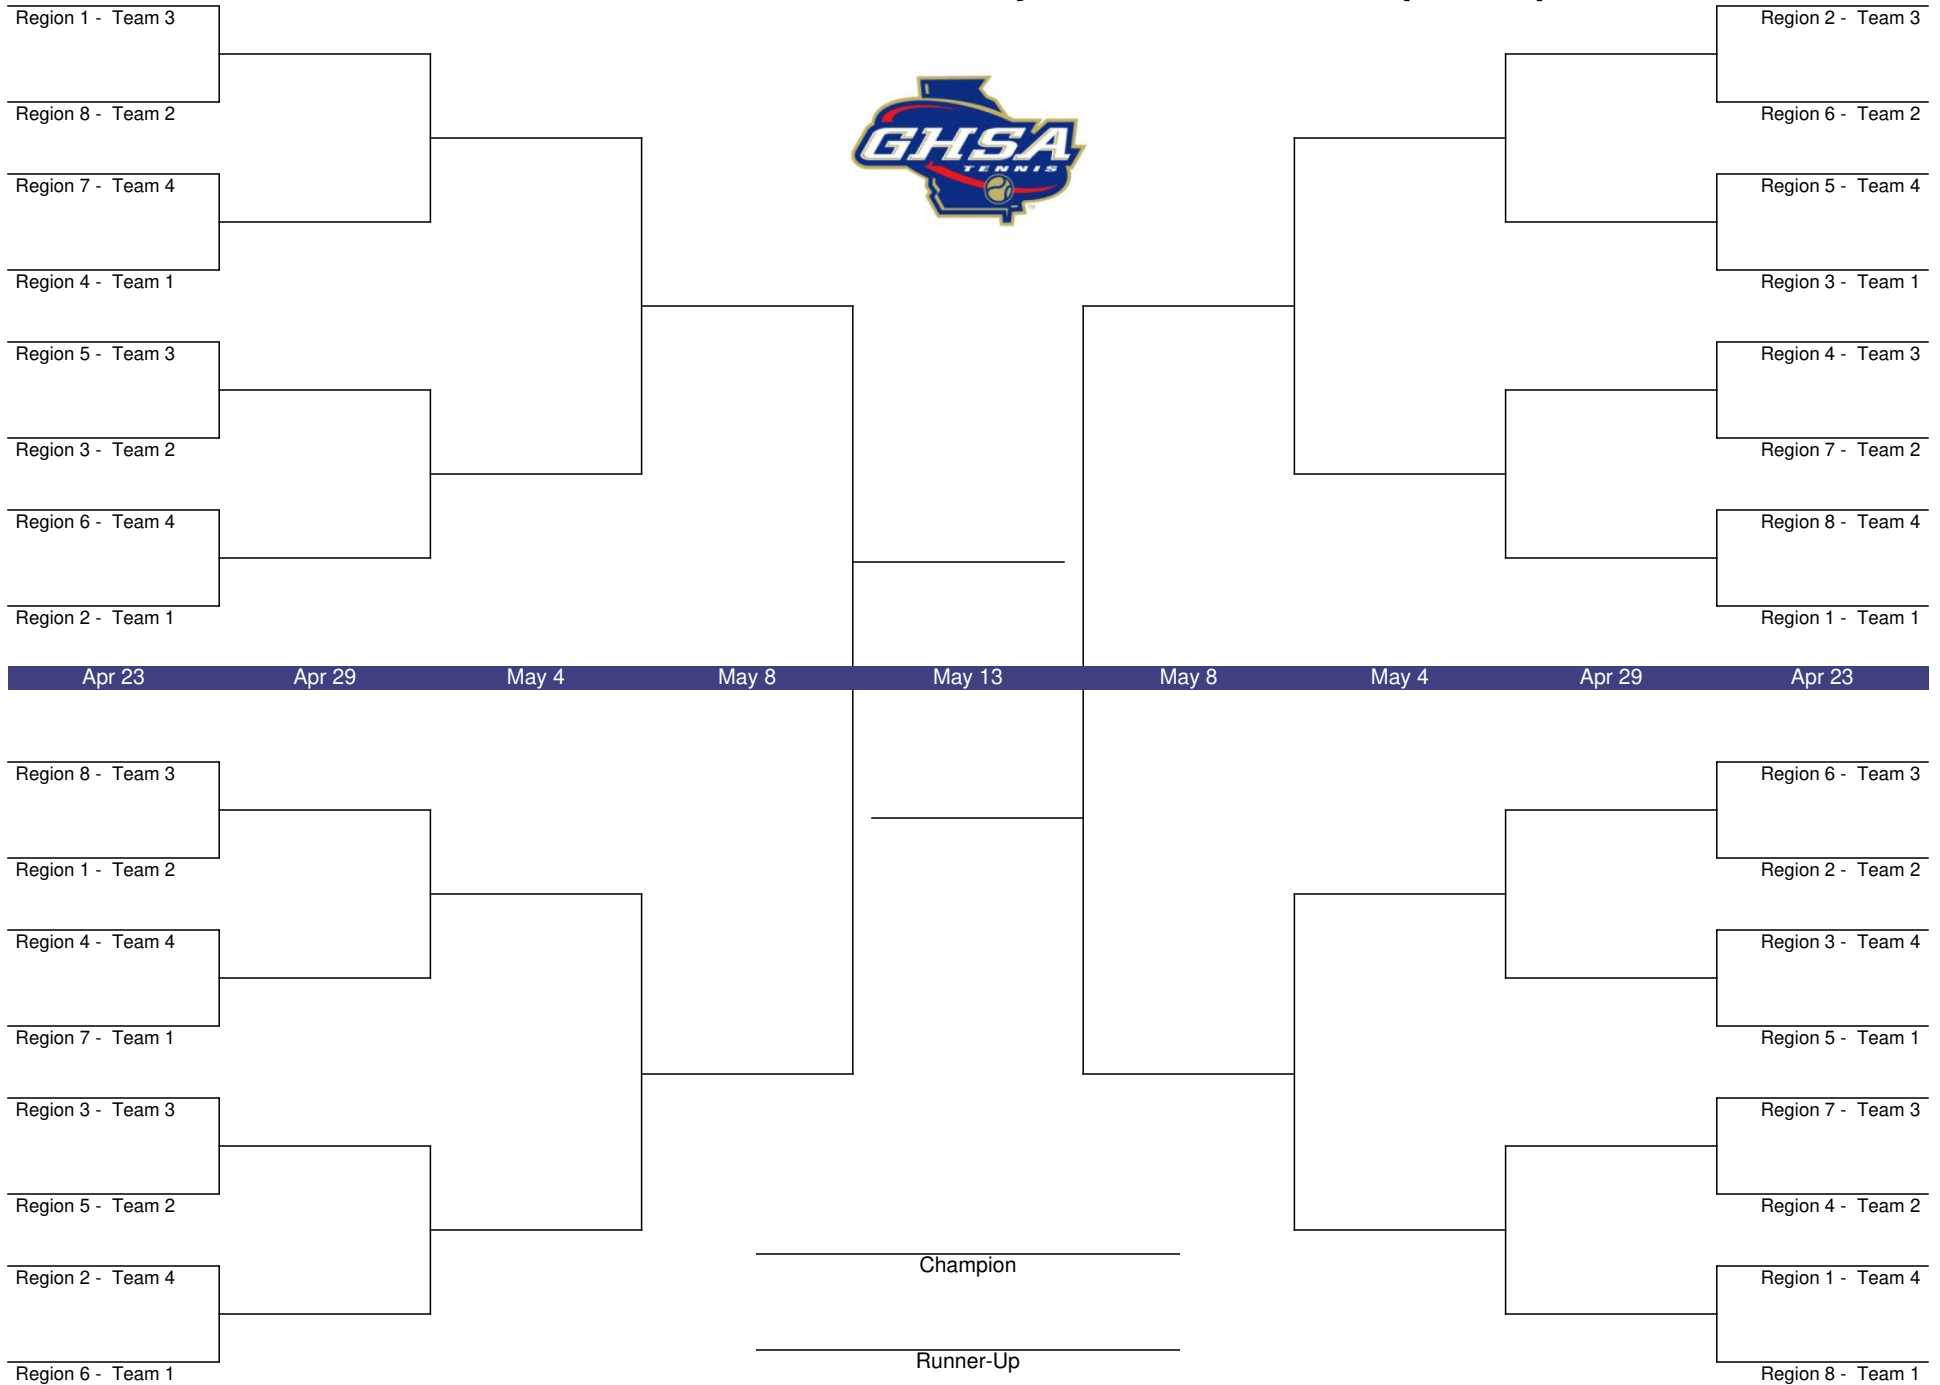 Region 1 - Team 3
Region 8 - Team 2
Region 7 - Team 4
Region 4 - Team 1
Region 5 - Team 3
Region 3 - Team 2
Region 6 - Team 4
Region 2 - Team 1
GHSA
TENNIS
Region 2 - Team 3
Region 6 - Team 2
Region 5 - Team 4
Region 3 - Team 1
Region 4 - Team 3
Region 7 - Team 2
Region 8 - Team 4
Region 1 - Team 1
Apr 23 Apr 29 May 4 May 8 May 13 May 8 May 4 Apr 29 Apr 23
Region 8 - Team 3
Region 1 - Team 2
Region 4 - Team 4
Region 7 - Team 1
Region 3 - Team 3
Region 5 - Team 2
Region 2 - Team 4
Region 6 - Team 1
Champion
Runner-Up
Region 6 - Team 3
Region 2 - Team 2
Region 3 - Team 4
Region 5 - Team 1
Region 7 - Team 3
Region 4 - Team 2
Region 1 - Team 4
Region 8 - Team 1